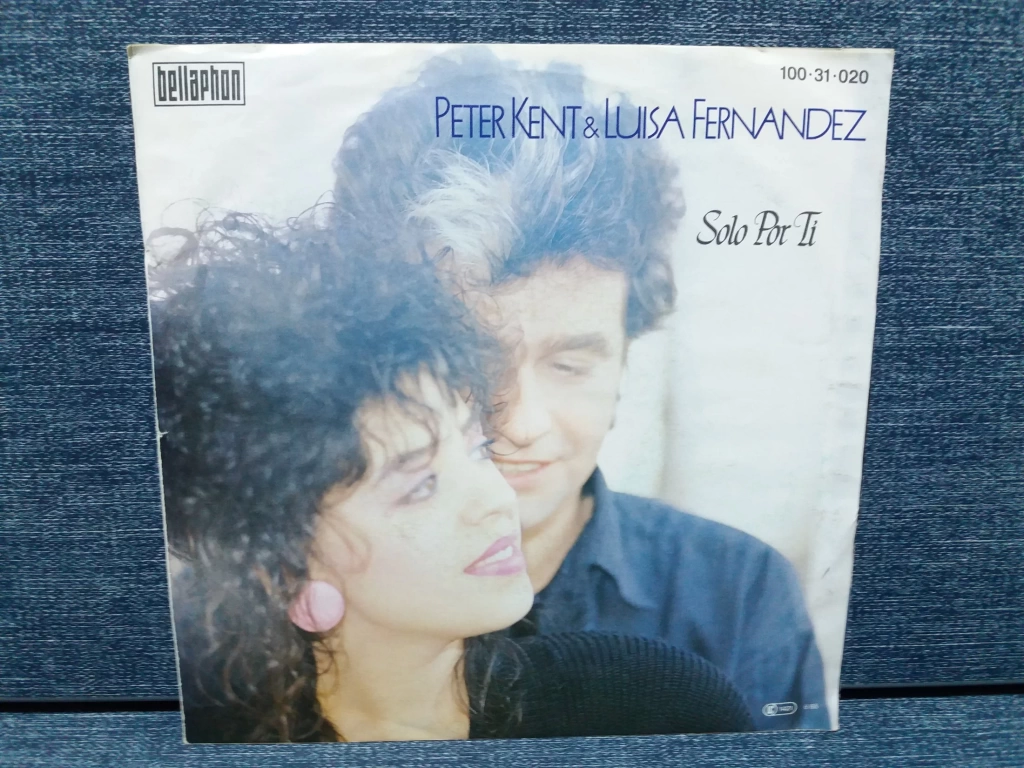 bellaphon
100·31·020
PETER KENT & LUISA FERNANDEZ
Solo Por Ti